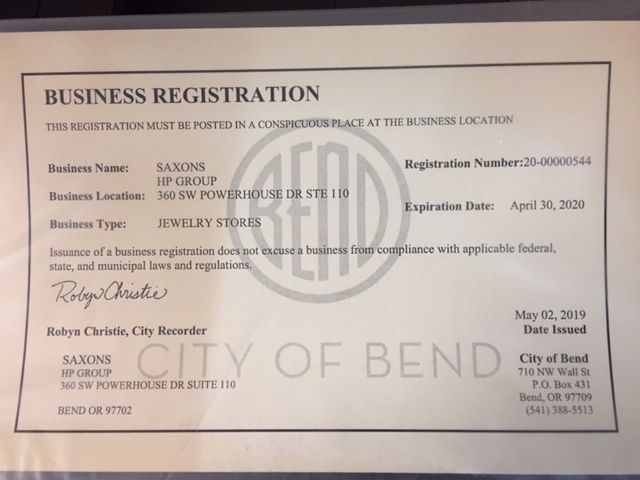 BUSINESS REGISTRATION
THIS REGISTRATION MUST BE POSTED IN A CONSPICUOUS PLACE AT THE BUSINESS LOCATION
Business Name: SAXONS
HP GROUP
Registration Number:20-00000544
Business Location: 360 SW POWERHOUSE DR STE 110
Expiration Date: April 30, 2020
Business Type: JEWELRY STORES
BEND
Issuance of a business registration does not excuse a business from compliance with applicable federal,
state, and municipal laws and regulations.
Robyn Christie
May 02, 2019
Robyn Christie, City Recorder
Date Issued
CITY OF BEND
SAXONS
HP GROUP
360 SW POWERHOUSE DR SUITE 110
BEND OR 97702
City of Bend
710 NW Wall St
P.O. Box 431
Bend, OR 97709
(541) 388-5513